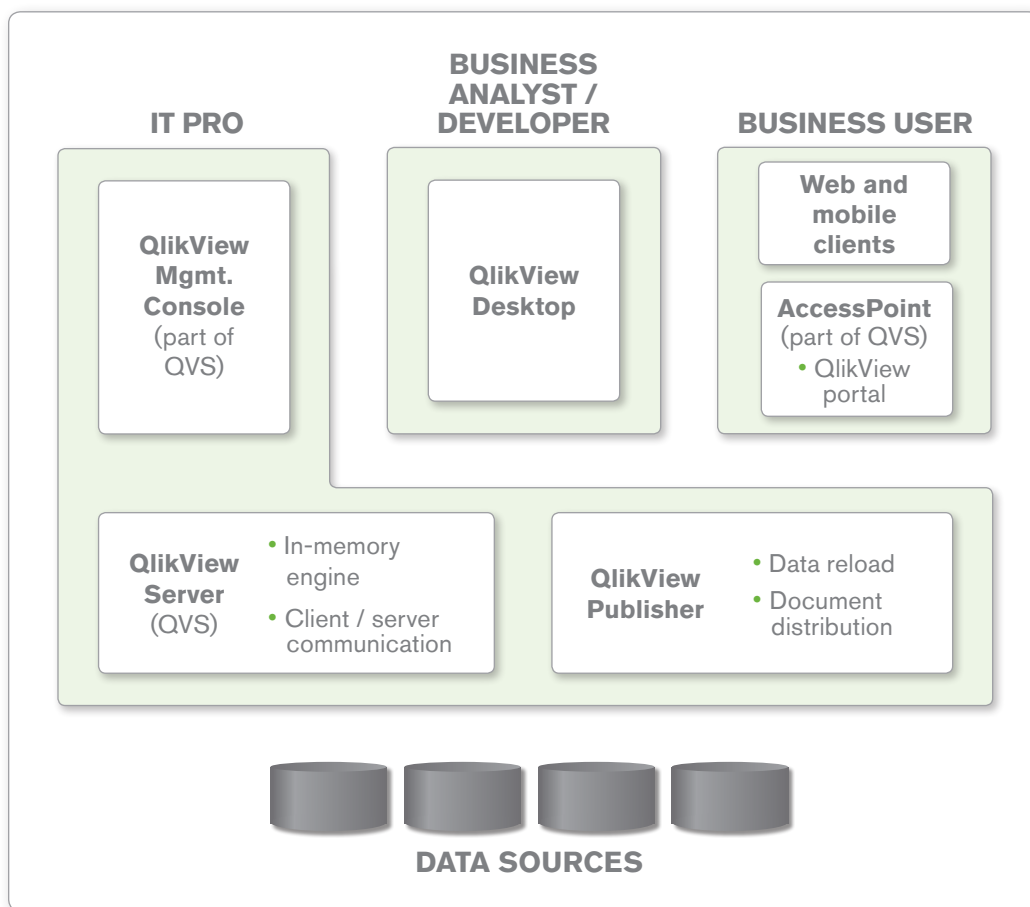 IT PRO
BUSINESS
ANALYST /
DEVELOPER
BUSINESS USER
QlikView
Mgmt.
Console
(part of
QVS)
QlikView
Desktop
Web and
mobile
clients
AccessPoint
(part of QVS)
• QlikView
portal
QlikView
Server
(QVS)
• In-memory
engine
• Client / server
communication
QlikView
Publisher
• Data reload
• Document
distribution
DATA SOURCES